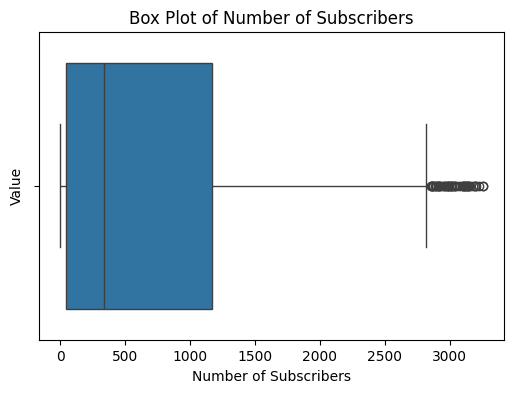 Box Plot of Number of Subscribers
Value
0 500 1000 1500 2000 2500 3000
Number of Subscribers